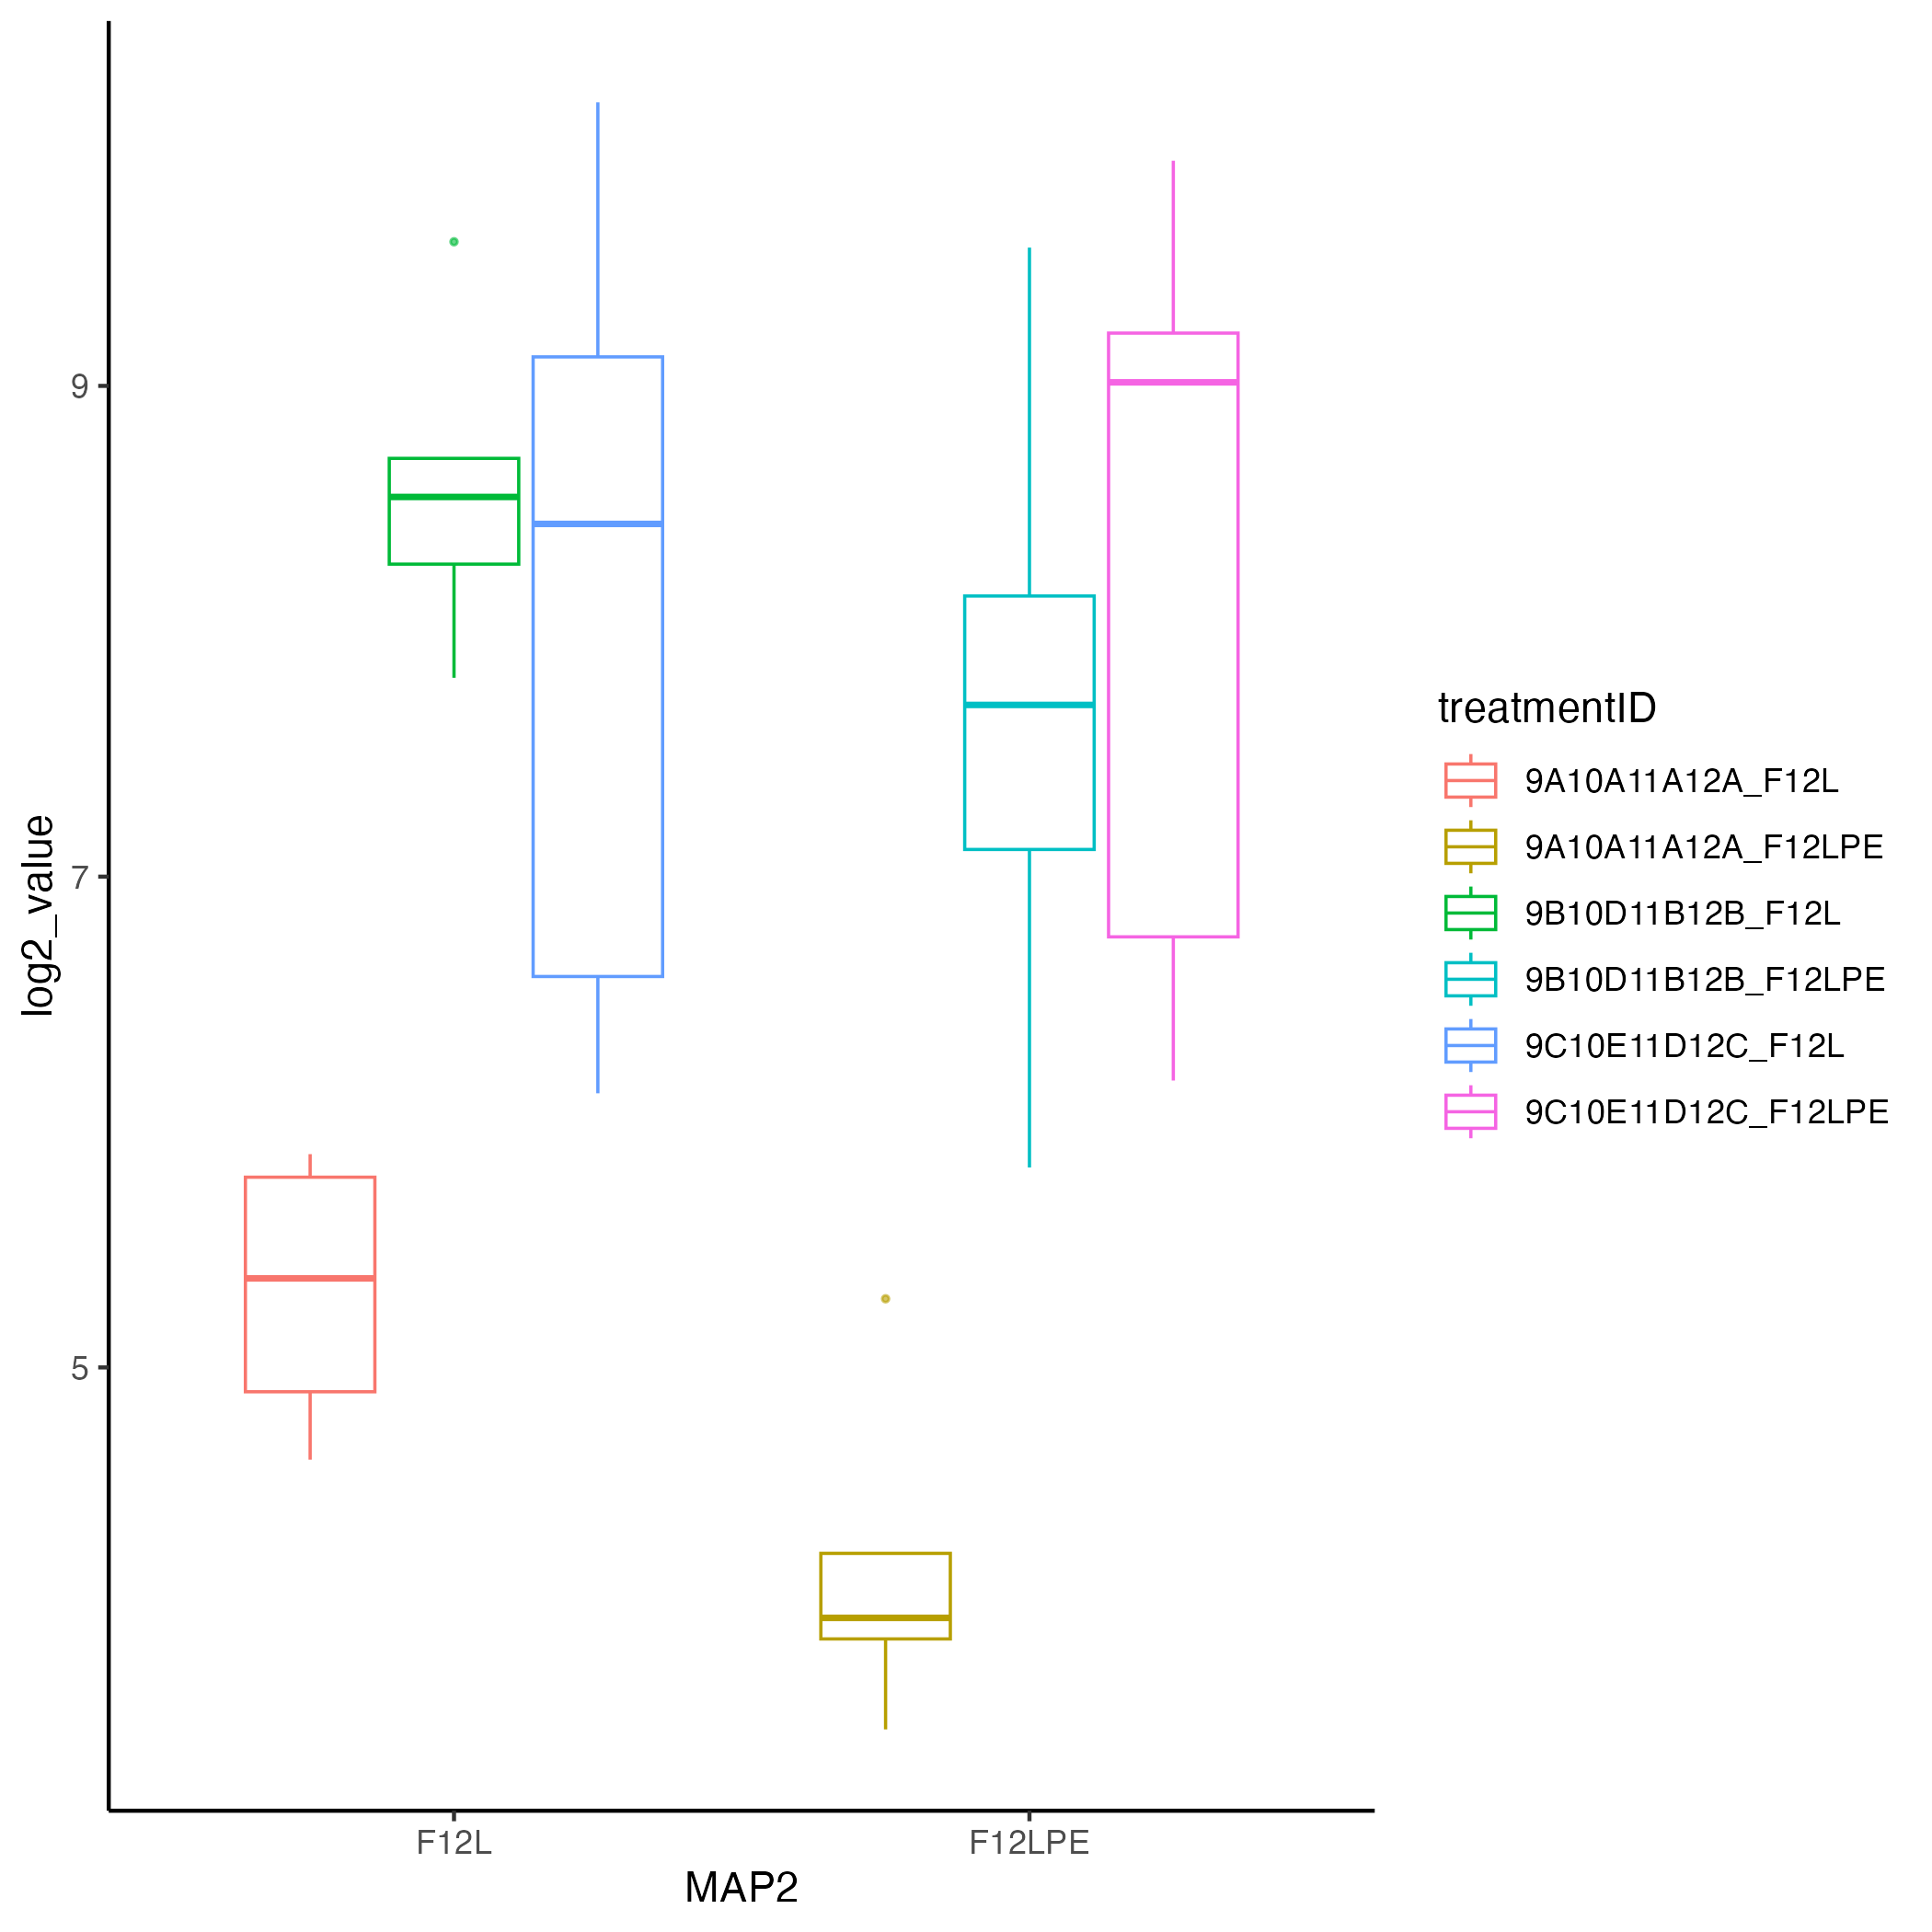 log2_value
9
7
5
F12L
F12LPE
MAP2
treatmentID
9A10A11A12A_F12L
9A10A11A12A_F12LPE
9B10D11B12B_F12L
9B10D11B12B_F12LPE
9C10E11D12C_F12L
9C10E11D12C_F12LPE